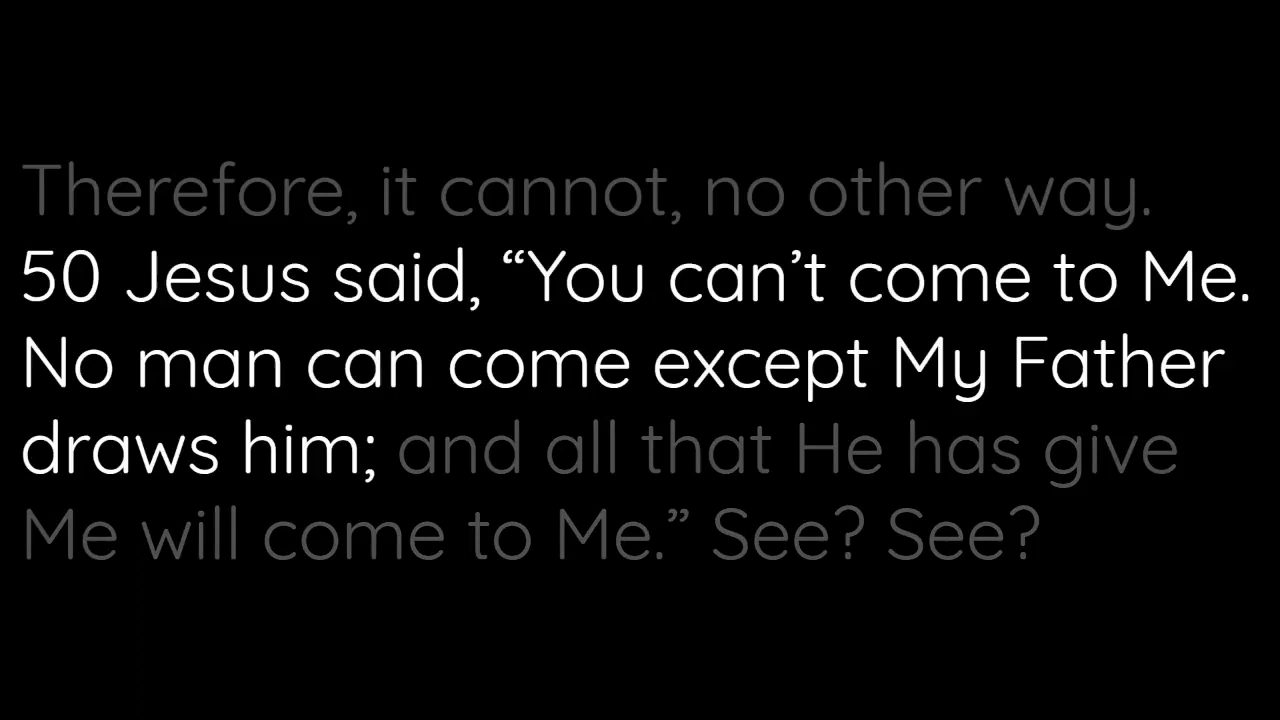 Therefore, it cannot, no other way.
50 Jesus said, “You can’t come to Me.
No man can come except My Father
draws him; and all that He has give
Me will come to Me.” See? See?